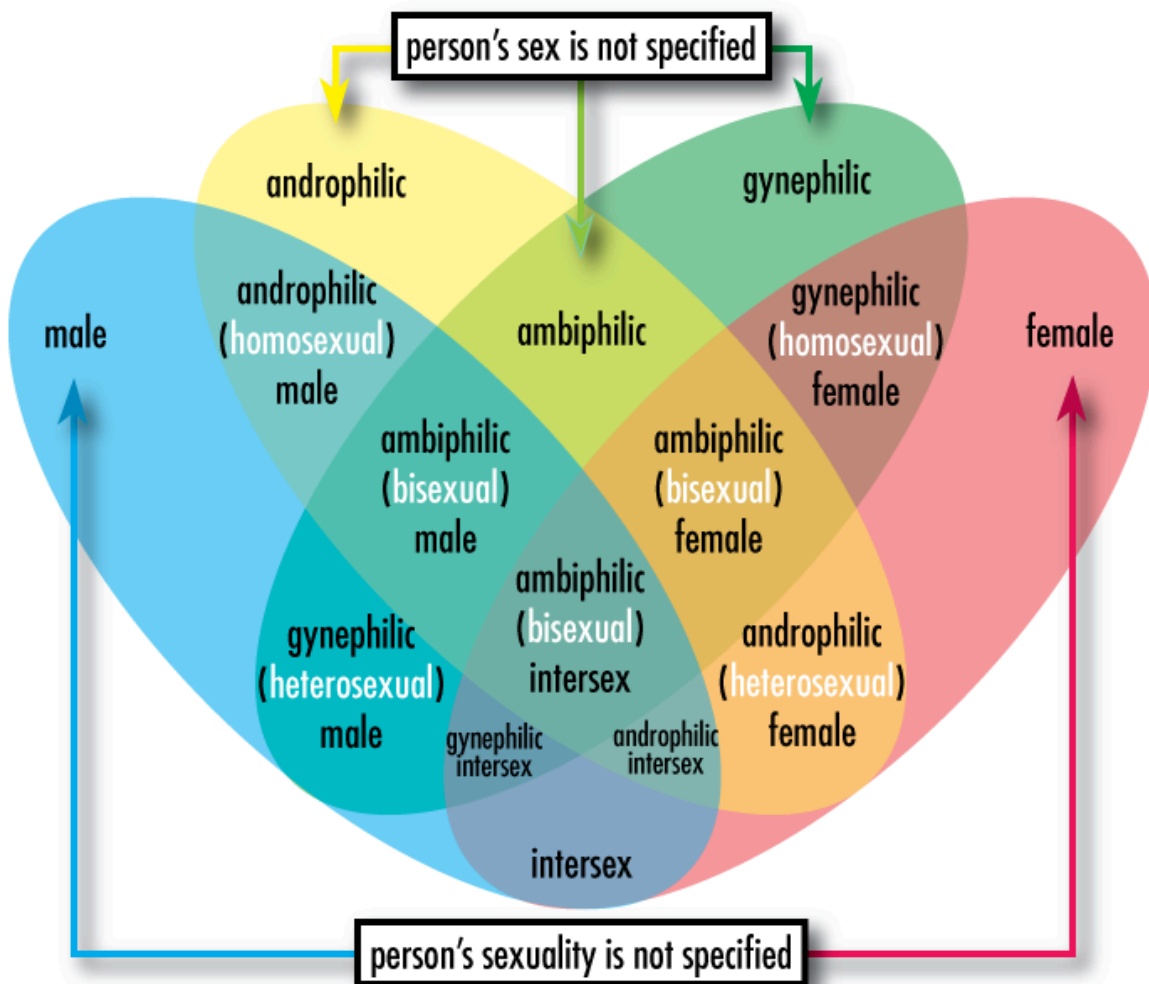 person's sex is not specified
androphilic
gynephilic
androphilic
(homosexual)
male
gynephilic
(homosexual)
female
male
ambiphilic
female
ambiphilic
(bisexual)
male
ambiphilic
(bisexual)
female
ambiphilic
(bisexual)
intersex
gynephilic
(heterosexual)
male
androphilic
(heterosexual)
female
gynephilic
intersex
androphilic
intersex
intersex
person's sexuality is not specified